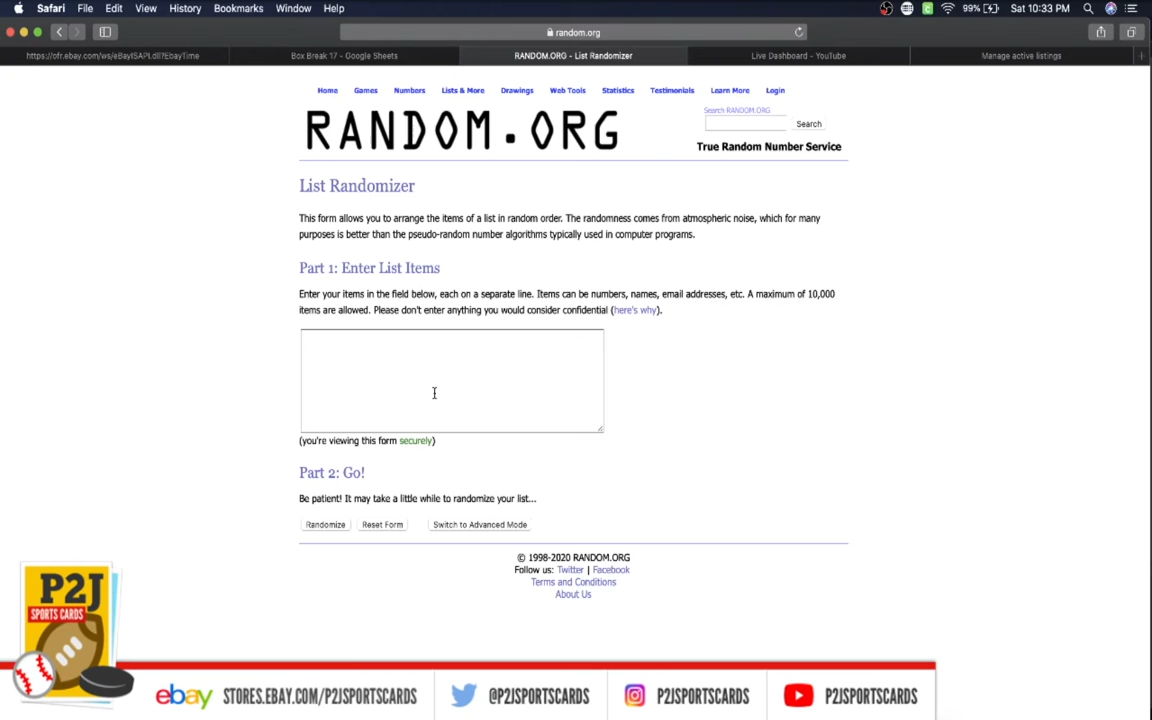 Safari File Edit View History Bookmarks Window Help 99% Sat 10:33 PM
random.org
https://ofr.ebay.com/ws/eBayISAPI.dll?EbayTime Box Break 17 - Google Sheets RANDOM.ORG - List Randomizer Live Dashboard - YouTube Manage active listings
Home Games Numbers Lists & More Drawings Web Tools Statistics Testimonials Learn More Login
RANDOM.ORG
Search RANDOM.ORG
Search
True Random Number Service
List Randomizer
This form allows you to arrange the items of a list in random order. The randomness comes from atmospheric noise, which for many
purposes is better than the pseudo-random number algorithms typically used in computer programs.
Part 1: Enter List Items
Enter your items in the field below, each on a separate line. Items can be numbers, names, email addresses, etc. A maximum of 10,000
items are allowed. Please don't enter anything you would consider confidential (here's why).
(you're viewing this form securely)
Part 2: Go!
Be patient! It may take a little while to randomize your list...
Randomize Reset Form Switch to Advanced Mode
© 1998-2020 RANDOM.ORG
Follow us: Twitter | Facebook
Terms and Conditions
About Us
P2J
SPORTS CARDS
ebay STORES.EBAY.COM/P2JSPORTSCARDS @P2JSPORTSCARDS P2JSPORTSCARDS P2JSPORTSCARDS